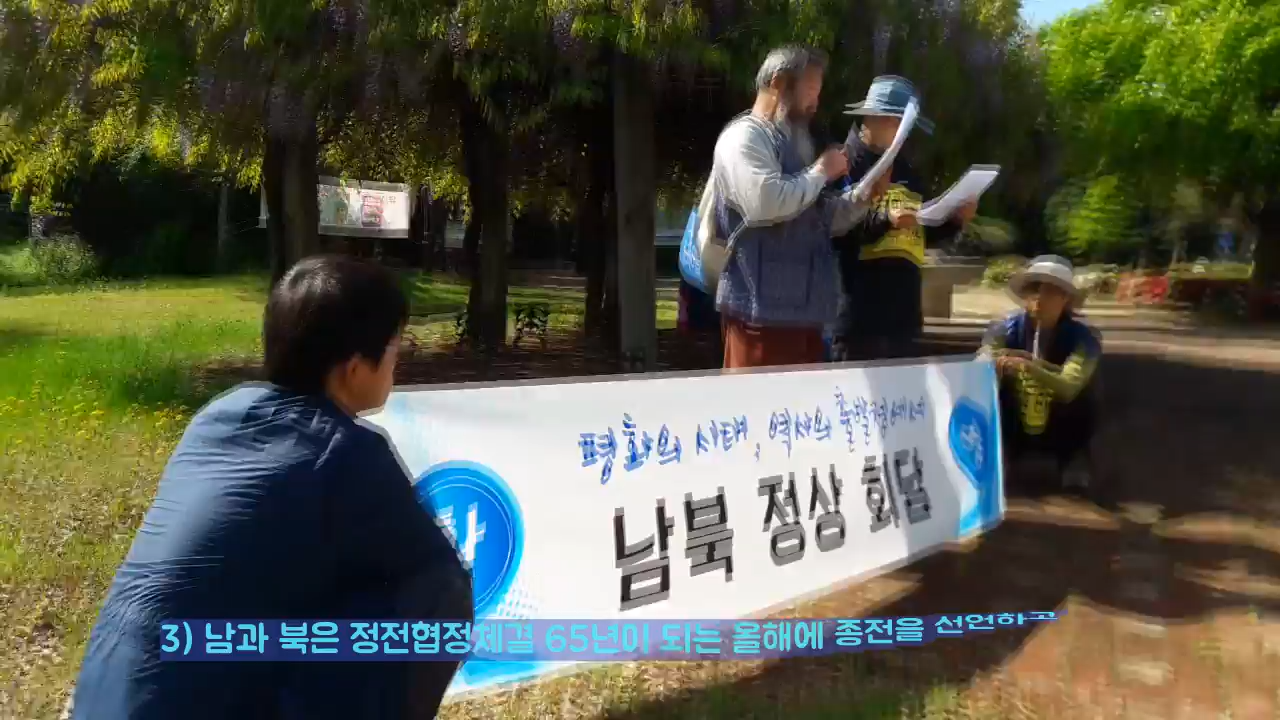 평화의 시대, 역사의 출발지점에서
남북 정상 회담
3) 남과 북은 정전협정체결 65년이 되는 올해에 종전을 선언하고